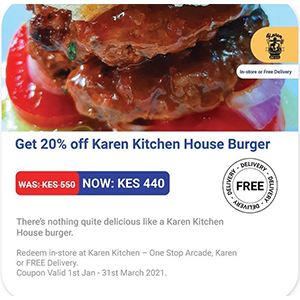 In-store or Free Delivery
Get 20% off Karen Kitchen House Burger
WAS: KES 550 NOW: KES 440
DELIVERY • DELIVERY • DELIVERY • DELIVERY •
FREE
There's nothing quite delicious like a Karen Kitchen
House burger.
Redeem in-store at Karen Kitchen – One Stop Arcade, Karen
or FREE Delivery.
Coupon Valid 1st Jan - 31st March 2021.